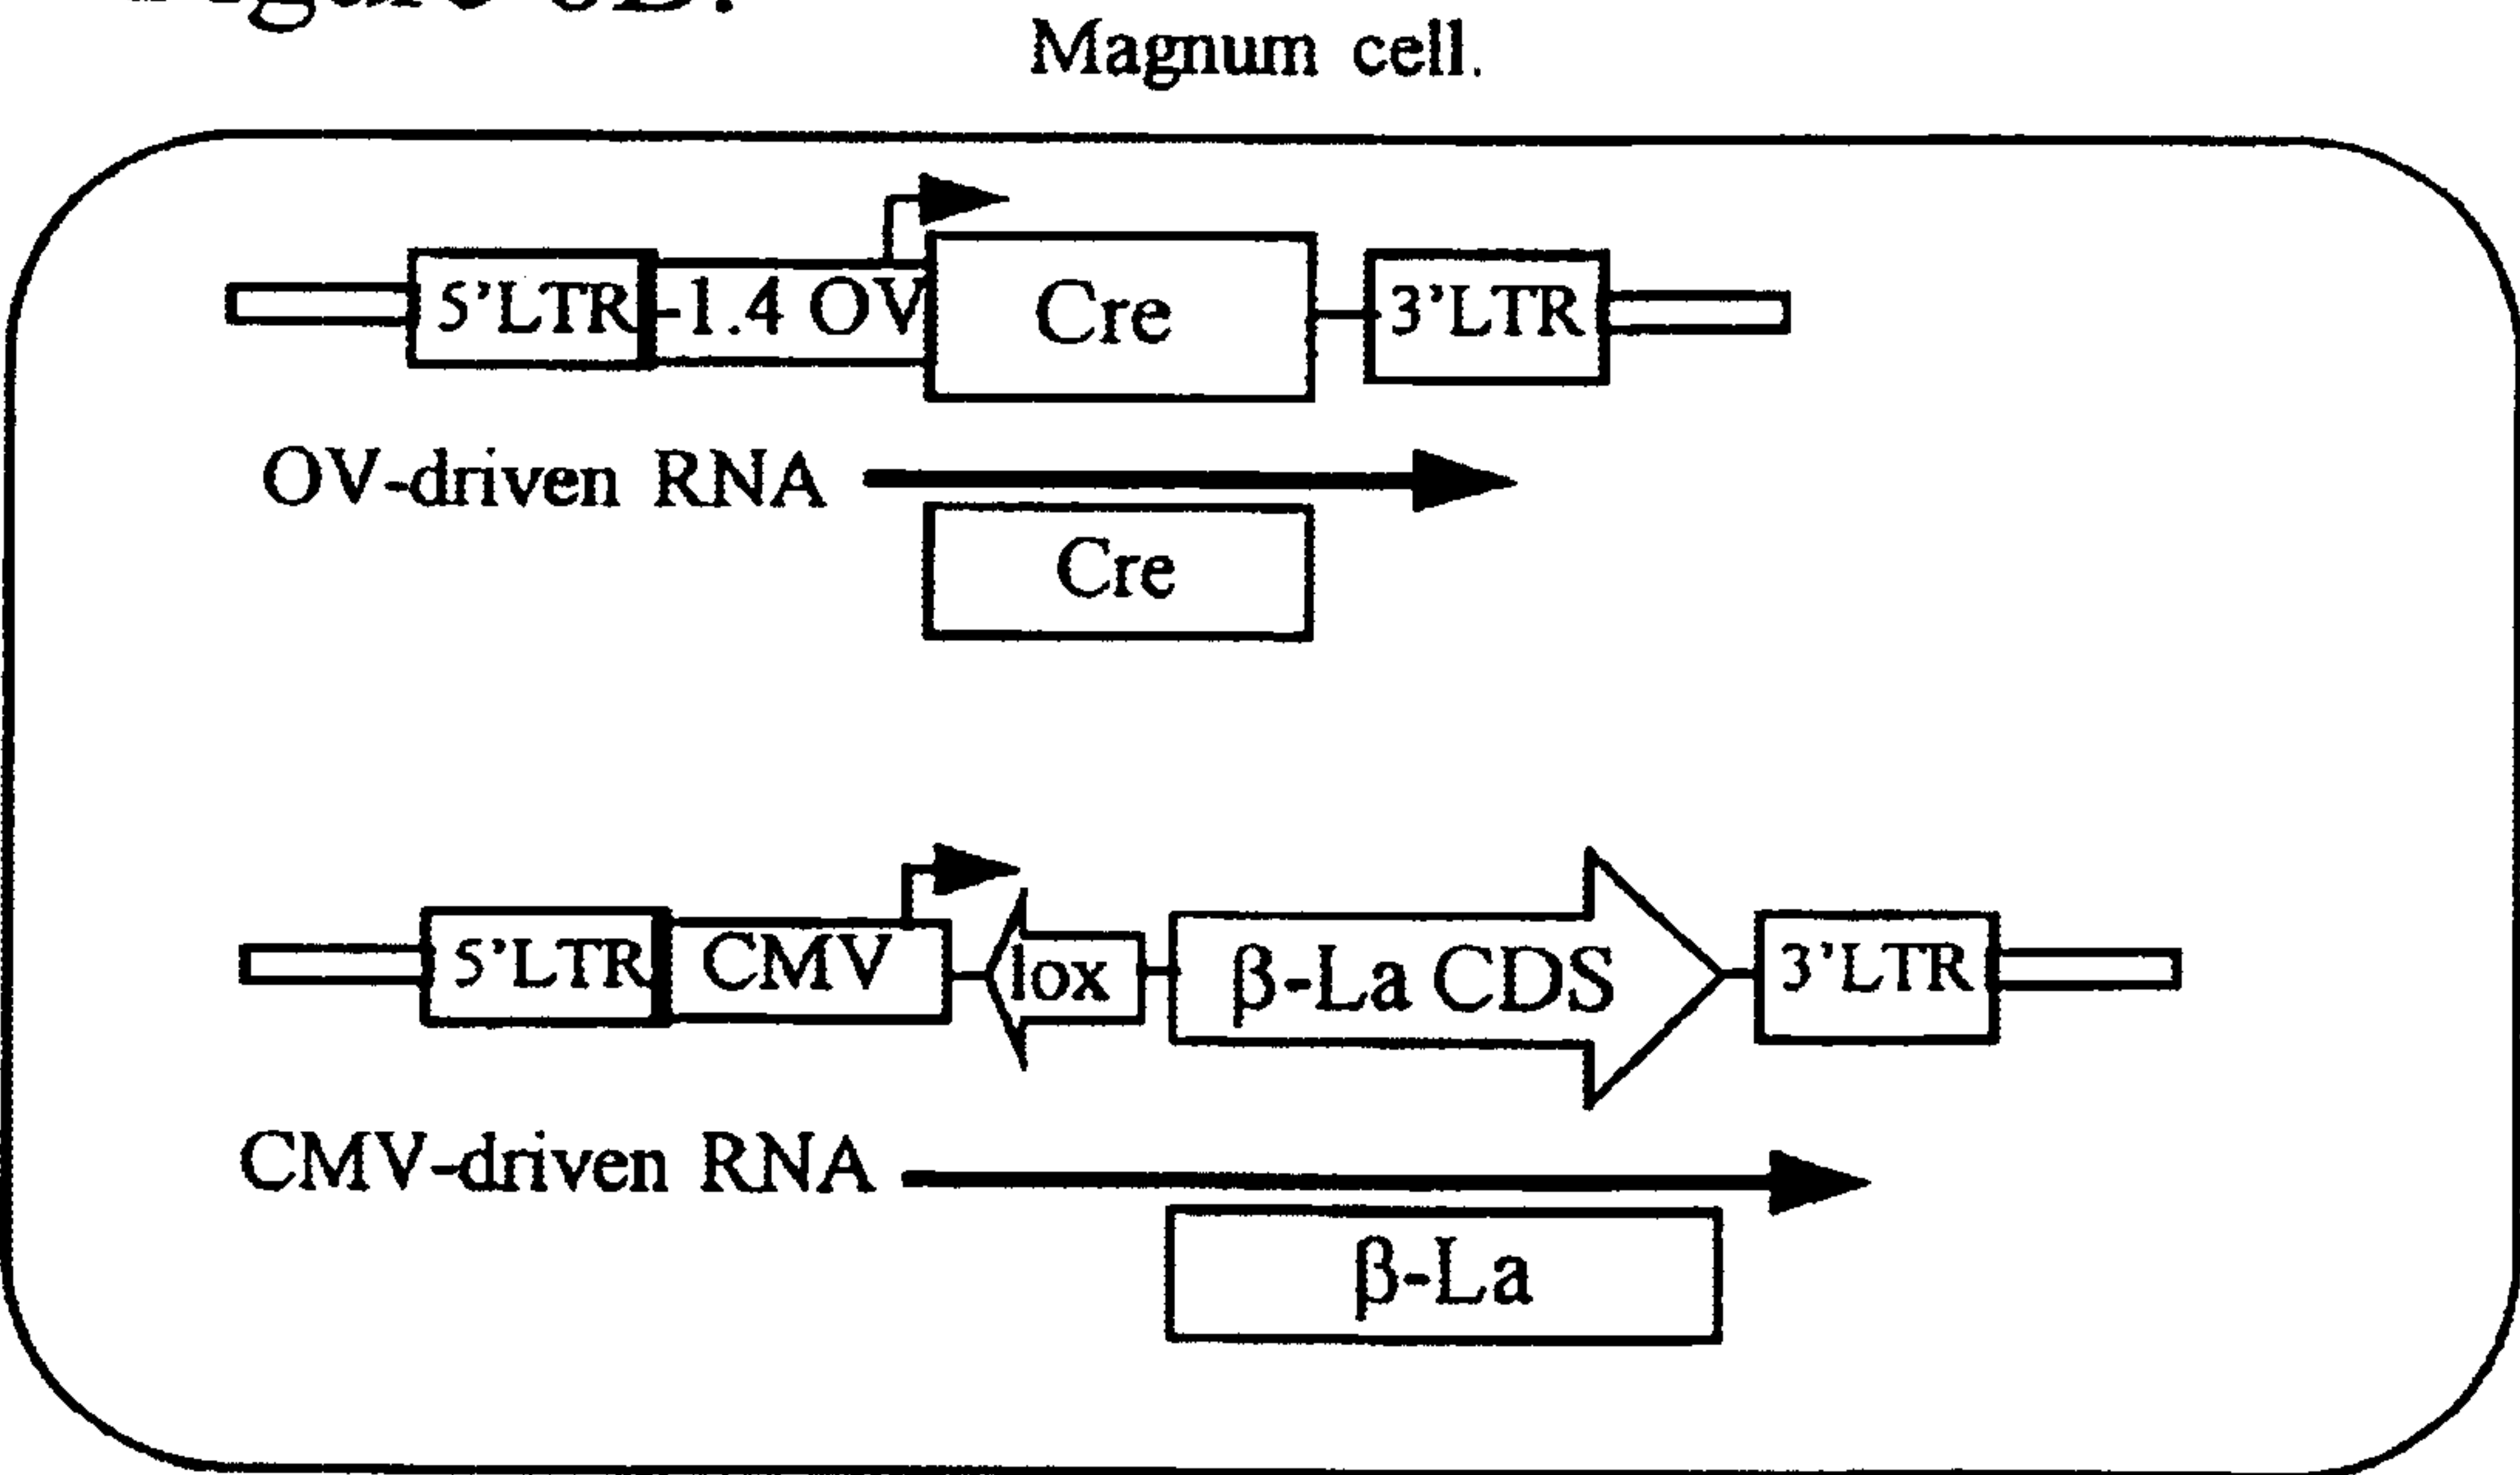 Magnum cell.
5'LTR -1.4 OV Cre 3'LTR
OV-driven RNA
Cre
5'LTR CMV lox β-La CDS 3'LTR
CMV-driven RNA
β-La